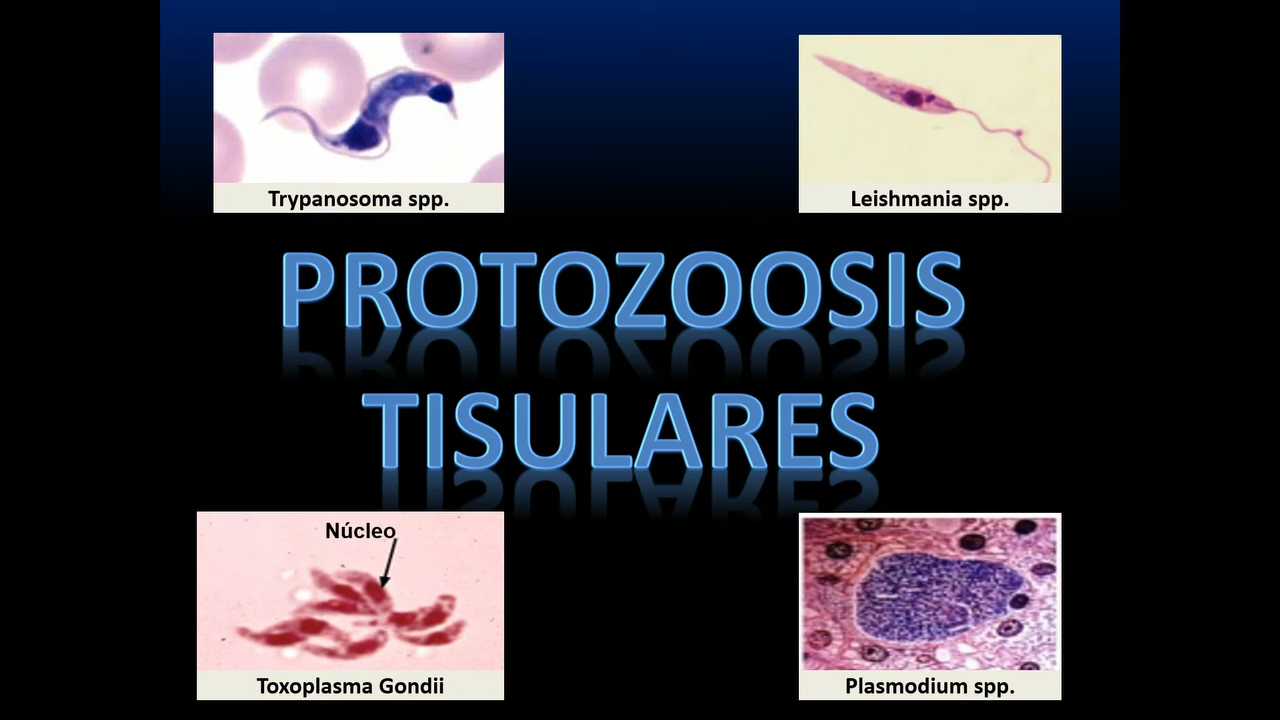 Trypanosoma spp.
Leishmania spp.
PROTOZOOSIS
TISULARES
Núcleo
Toxoplasma Gondii
Plasmodium spp.